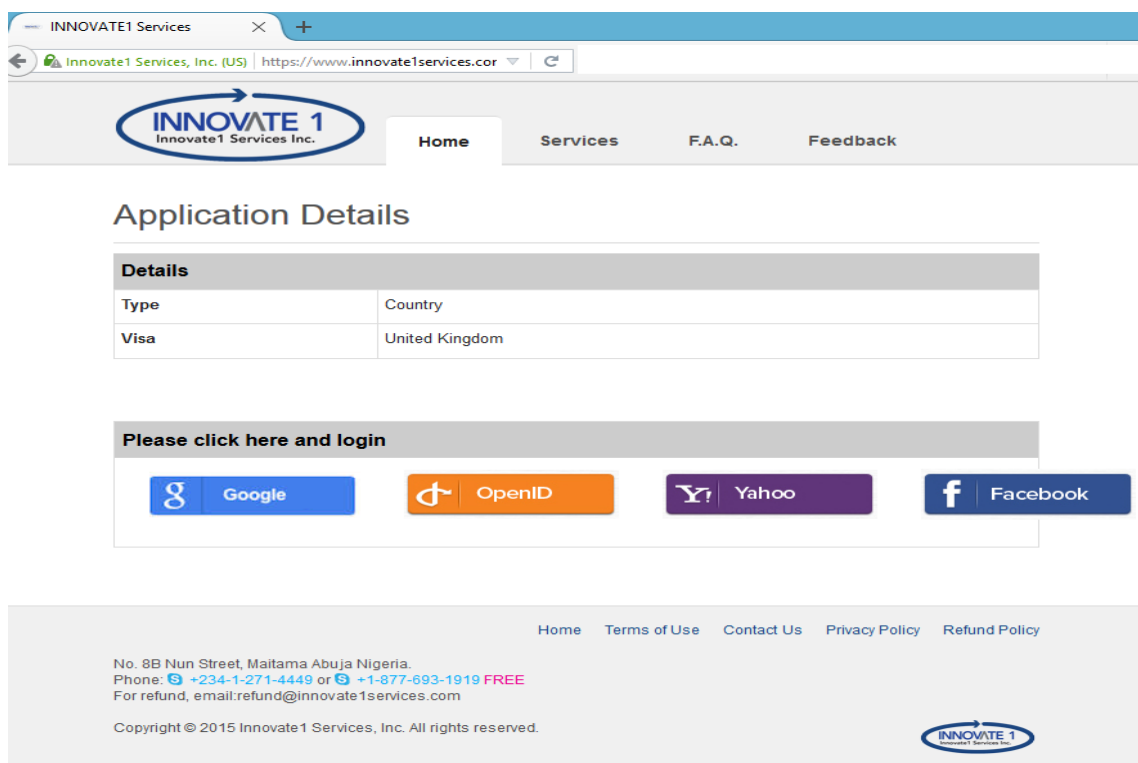 INNOVATE1 Services
Innovate1 Services, Inc. (US) https://www.innovate1services.cor
INNOVATE 1
Innovate1 Services Inc.
Home Services F.A.Q. Feedback
Application Details
Details
Type Country
Visa United Kingdom
Please click here and login
g Google OpenID Y! Yahoo f Facebook
Home Terms of Use Contact Us Privacy Policy Refund Policy
No. 8B Nun Street, Maitama Abuja Nigeria.
Phone: +234-1-271-4449 or +1-877-693-1919 FREE
For refund, email:refund@innovate1services.com
Copyright © 2015 Innovate1 Services, Inc. All rights reserved.
INNOVATE 1
Innovate1 Services Inc.